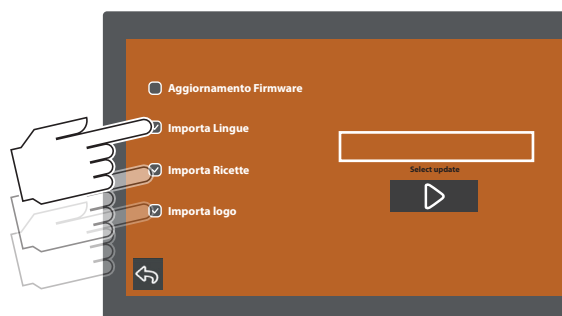 Aggiornamento Firmware
Importa Lingue
Importa Ricette
Select update
Importa logo